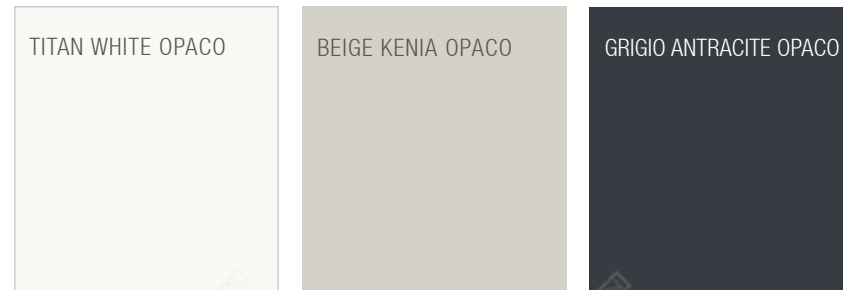 TITAN WHITE OPACO
BEIGE KENIA OPACO
GRIGIO ANTRACITE OPACO